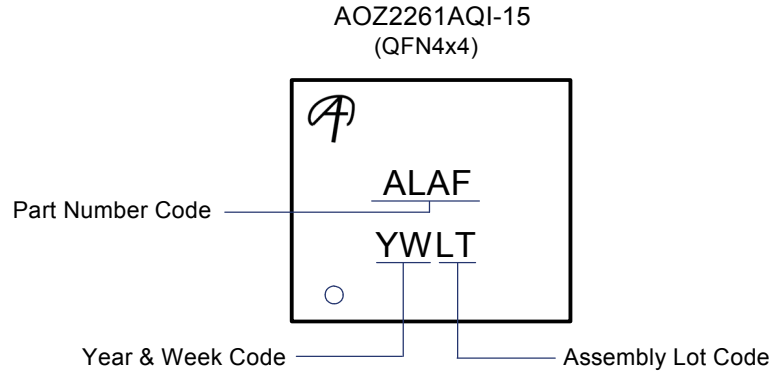 AOZ2261AQI-15
(QFN4x4)
ALAF
Part Number Code
YWLT
Year & Week Code
Assembly Lot Code